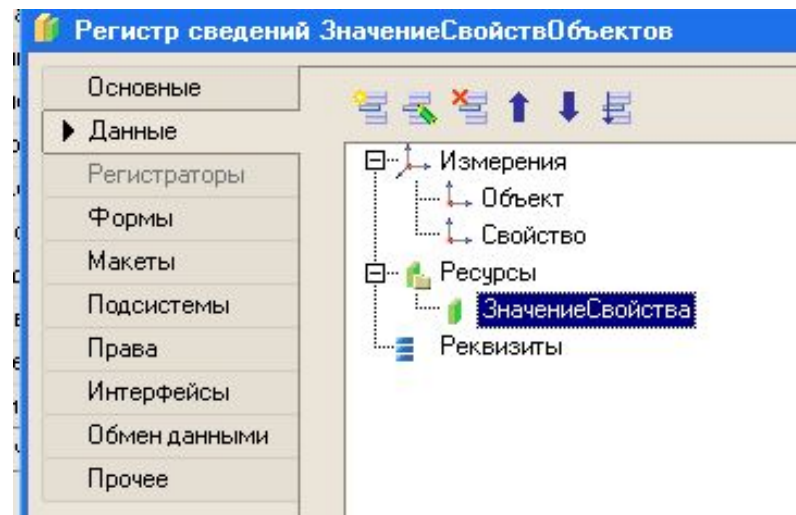 Регистр сведений ЗначениеСвойствОбъектов
Основные
Данные
Регистраторы
Формы
Макеты
Подсистемы
Права
Интерфейсы
Обмен данными
Прочее
Измерения
Объект
Свойство
Ресурсы
ЗначениеСвойства
Реквизиты